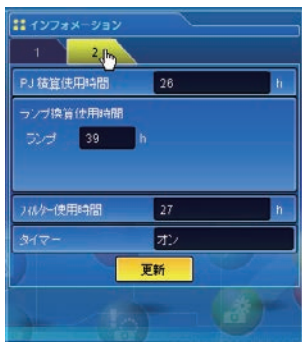 インフォメーション
1 2
PJ積算使用時間 26 h
ランプ換算使用時間
ランプ 39 h
フィルター使用時間 27 h
タイマー オン
更新